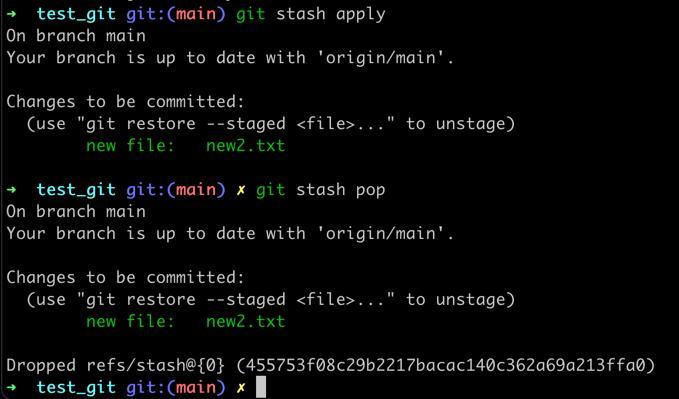 ➜  test_git git:(main) git stash apply
On branch main
Your branch is up to date with 'origin/main'.
Changes to be committed:
  (use "git restore --staged <file>..." to unstage)
        new file:   new2.txt
➜  test_git git:(main) ✗ git stash pop
On branch main
Your branch is up to date with 'origin/main'.
Changes to be committed:
  (use "git restore --staged <file>..." to unstage)
        new file:   new2.txt
Dropped refs/stash@{0} (455753f08c29b2217bacac140c362a69a213ffa0)
➜  test_git git:(main) ✗